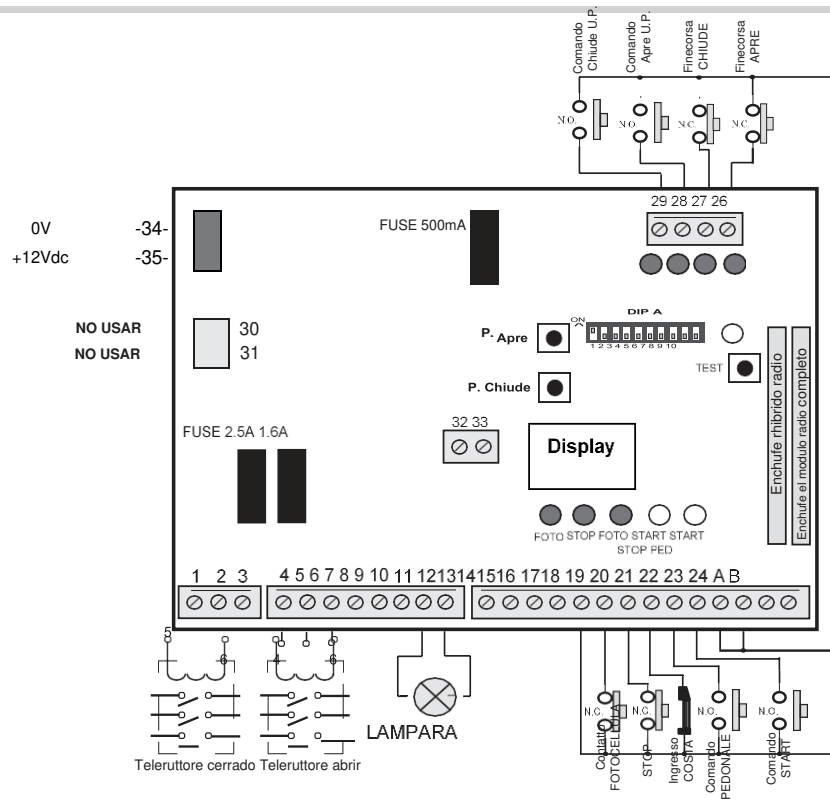 Comando
Chiude U.P.
Comando
Apre U.P.
Finecorsa
CHIUDE
Finecorsa
APRE
N.O.
N.O
N.C.
N.C.
29 28 27 26
0V
-34-
+12Vdc
-35-
FUSE 500mA
DIP A
ON
1 2 3 4 5 6 7 8 9 10
NO USAR
30
NO USAR
31
P. Apre
TEST
P. Chiude
Enchufe rhibrido radio
Enchufe el modulo radio completo
32 33
FUSE 2.5A 1.6A
Display
FOTO STOP FOTO START START
STOP PED
1 2 3 4 5 6 7 8 9 10 11 12 13 14 15 16 17 18 19 20 21 22 23 24 A B
5
6
4
6
LAMPARA
N.C.
N.C.
N.O.
N.O.
Contatto
FOTOCELLULA
STOP
Ingresso
COSTA
Comando
PEDONALE
Comando
START
Teleruttore cerrado
Teleruttore abrir